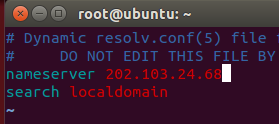 root@ubuntu: ~
# Dynamic resolv.conf(5) file
#     DO NOT EDIT THIS FILE BY
nameserver 202.103.24.68
search localdomain
~